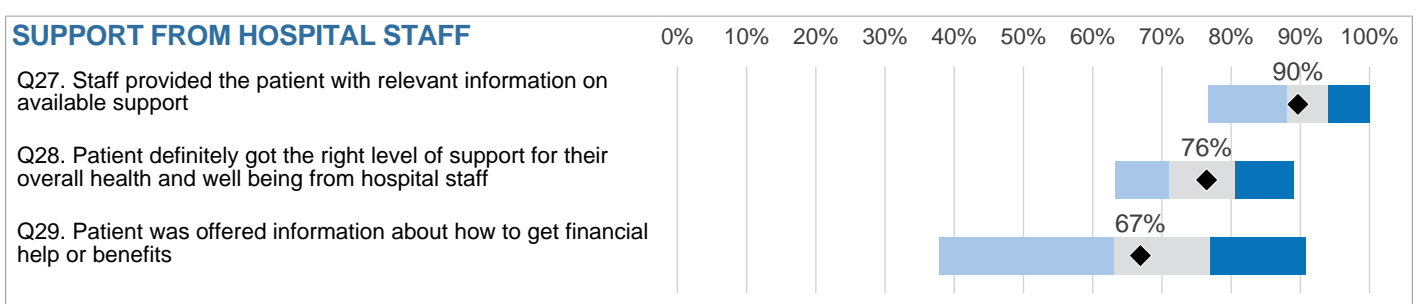 SUPPORT FROM HOSPITAL STAFF 0% 10% 20% 30% 40% 50% 60% 70% 80% 90% 100%
Q27. Staff provided the patient with relevant information on
available support
90%
Q28. Patient definitely got the right level of support for their
overall health and well being from hospital staff
76%
Q29. Patient was offered information about how to get financial
help or benefits
67%